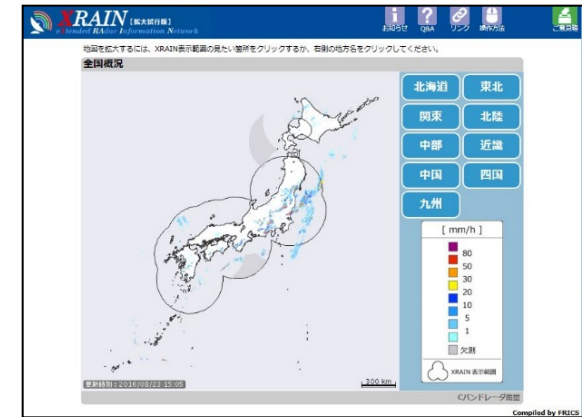 XRAIN【拡大試行版】
eXtended RAdar Information Network
お知らせ
Q&A
リンク
操作方法
ご意見箱
地図を拡大するには、XRAIN表示範囲の見たい箇所をクリックするか、右側の地方名をクリックしてください。
全国概況
北海道
東北
関東
北陸
中部
近畿
中国
四国
九州
[ mm/h ]
80
50
30
20
10
5
1
欠測
XRAIN 表示範囲
300 km
更新時刻：2016/08/23 15:05
Cバンドレーダ雨量
Compiled by FRICS